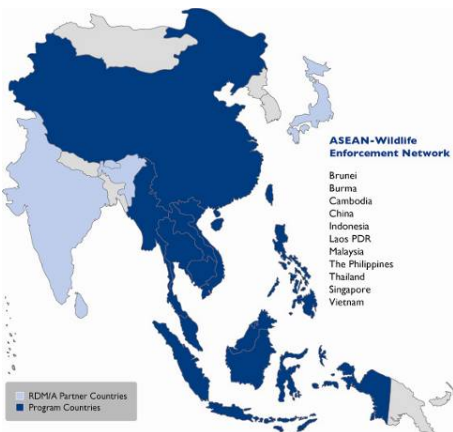 ASEAN-Wildlife
Enforcement Network
Brunei
Burma
Cambodia
China
Indonesia
Laos PDR
Malaysia
The Philippines
Thailand
Singapore
Vietnam
RDM/A Partner Countries
Program Countries